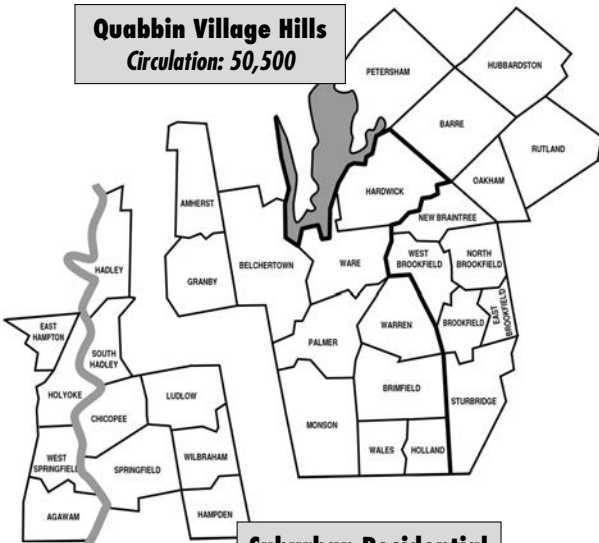 Quabbin Village Hills
Circulation: 50,500
PETERSHAM
HUBBARDSTON
BARRE
RUTLAND
OAKHAM
HARDWICK
NEW BRAINTREE
AMHERST
HADLEY
GRANBY
BELCHERTOWN
WARE
WEST
BROOKFIELD
NORTH
BROOKFIELD
EAST
BROOKFIELD
BROOKFIELD
EAST
HAMPTON
SOUTH
HADLEY
PALMER
WARREN
HOLYOKE
CHICOPEE
LUDLOW
BRIMFIELD
STURBRIDGE
MONSON
WALES
HOLLAND
WEST
SPRINGFIELD
SPRINGFIELD
WILBRAHAM
AGAWAM
HAMPDEN
Suburban Residential